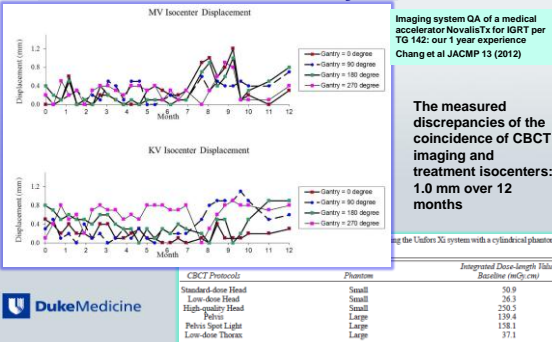 MV Isocenter Displacement
Displacement (mm)
1.2
0.8
0.4
0.0
0 1 2 3 4 5 6 7 8 9 10 11 12
Month
Gantry = 0 degree
Gantry = 90 degree
Gantry = 180 degree
Gantry = 270 degree
KV Isocenter Displacement
Displacement (mm)
1.2
0.8
0.4
0.0
0 1 2 3 4 5 6 7 8 9 10 11 12
Month
Gantry = 0 degree
Gantry = 90 degree
Gantry = 180 degree
Gantry = 270 degree
Imaging system QA of a medical
accelerator NovalisTx for IGRT per
TG 142: our 1 year experience
Chang et al JACMP 13 (2012)
The measured
discrepancies of the
coincidence of CBCT
imaging and
treatment isocenters:
1.0 mm over 12
months
ng the Unfors Xi system with a cylindrical phantom
CBCT Protocols Phantom Integrated Dose-length Valu
Baseline (mGy.cm)
Standard-dose Head Small 50.9
Low-dose Head Small 26.3
High-quality Head Small 250.5
Pelvis Large 139.4
Pelvis Spot Light Large 158.1
Low-dose Thorax Large 37.1
DukeMedicine